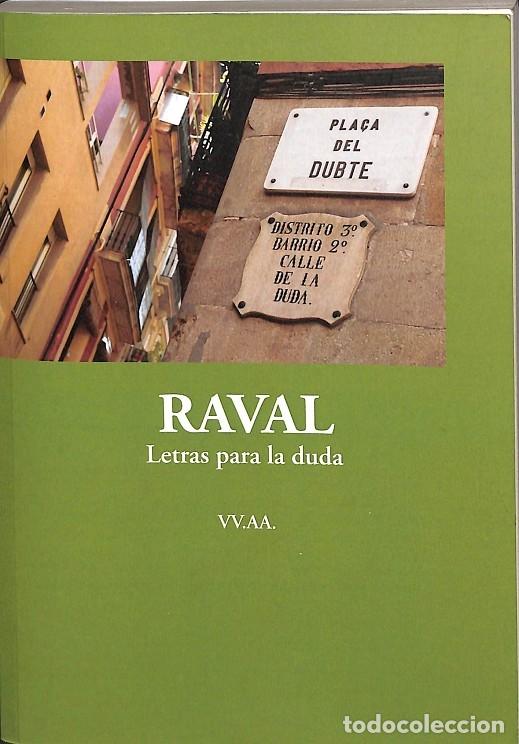 PLAÇA
DEL
DUBTE
DISTRITO 3º
BARRIO 2º
CALLE
DE LA
DUDA.
RAVAL
Letras para la duda
VV.AA.
todocoleccion